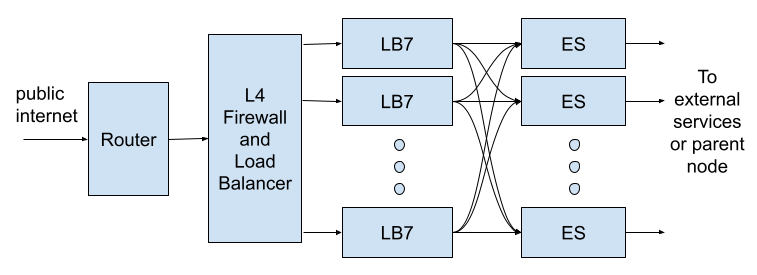 public
internet
Router
L4
Firewall
and
Load
Balancer
LB7
LB7
LB7
ES
ES
ES
To
external
services
or parent
node